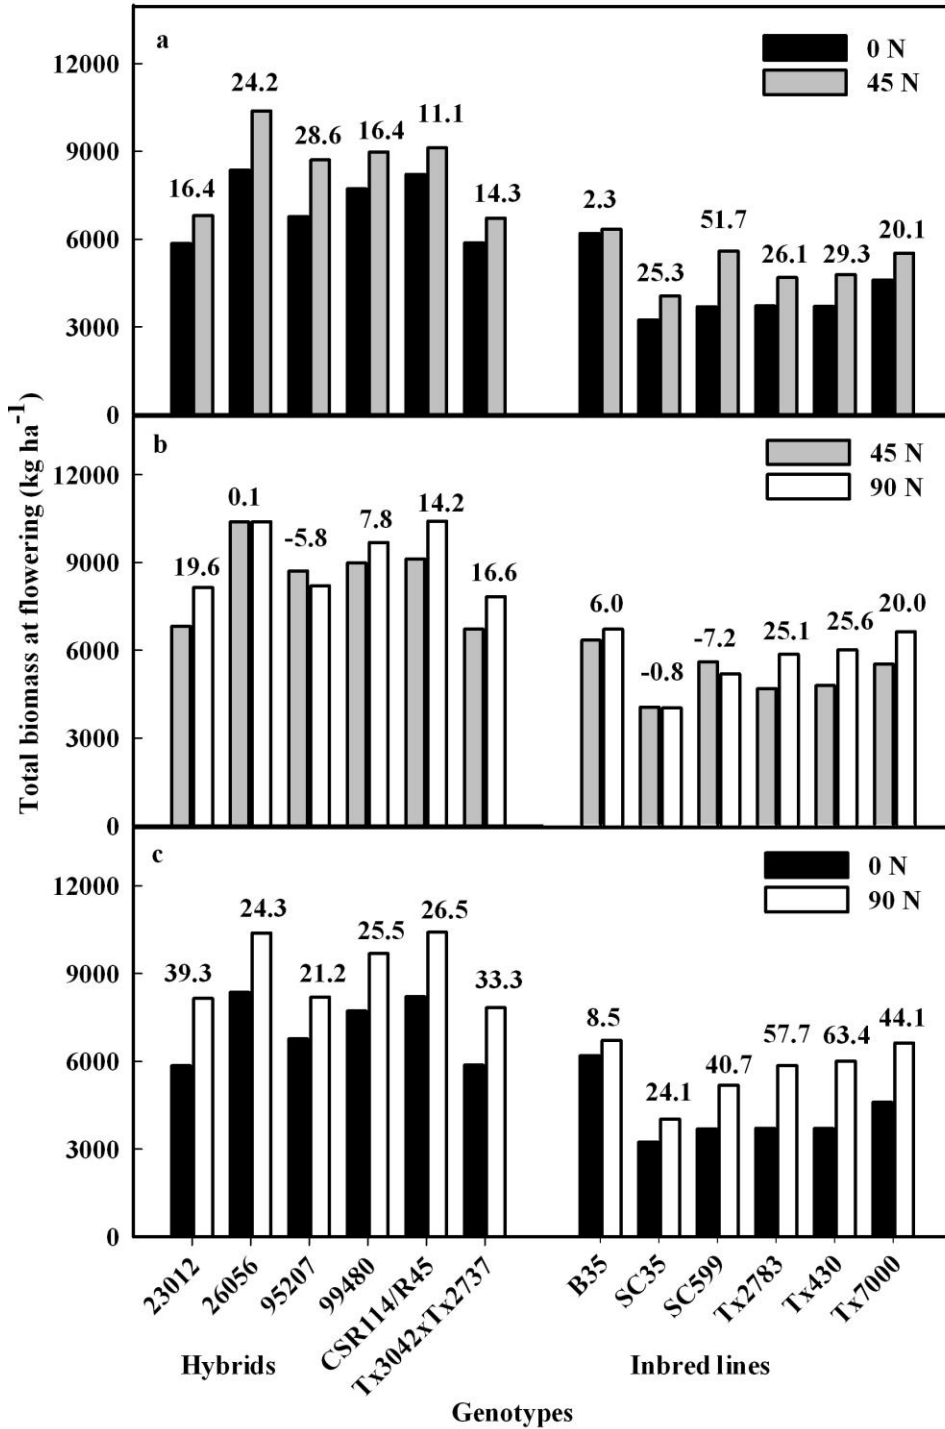 Total biomass at flowering (kg ha⁻¹)
a
0 N
45 N
12000
9000
6000
3000
0
16.4
24.2
28.6
16.4
11.1
14.3
2.3
25.3
51.7
26.1
29.3
20.1
b
45 N
90 N
12000
9000
6000
3000
0
19.6
0.1
-5.8
7.8
14.2
16.6
6.0
-0.8
-7.2
25.1
25.6
20.0
c
0 N
90 N
12000
9000
6000
3000
0
39.3
24.3
21.2
25.5
26.5
33.3
8.5
24.1
40.7
57.7
63.4
44.1
23012
26056
95207
99480
CSR114/R45
Tx3042xTx2737
B35
SC35
SC599
Tx2783
Tx430
Tx7000
Hybrids
Inbred lines
Genotypes